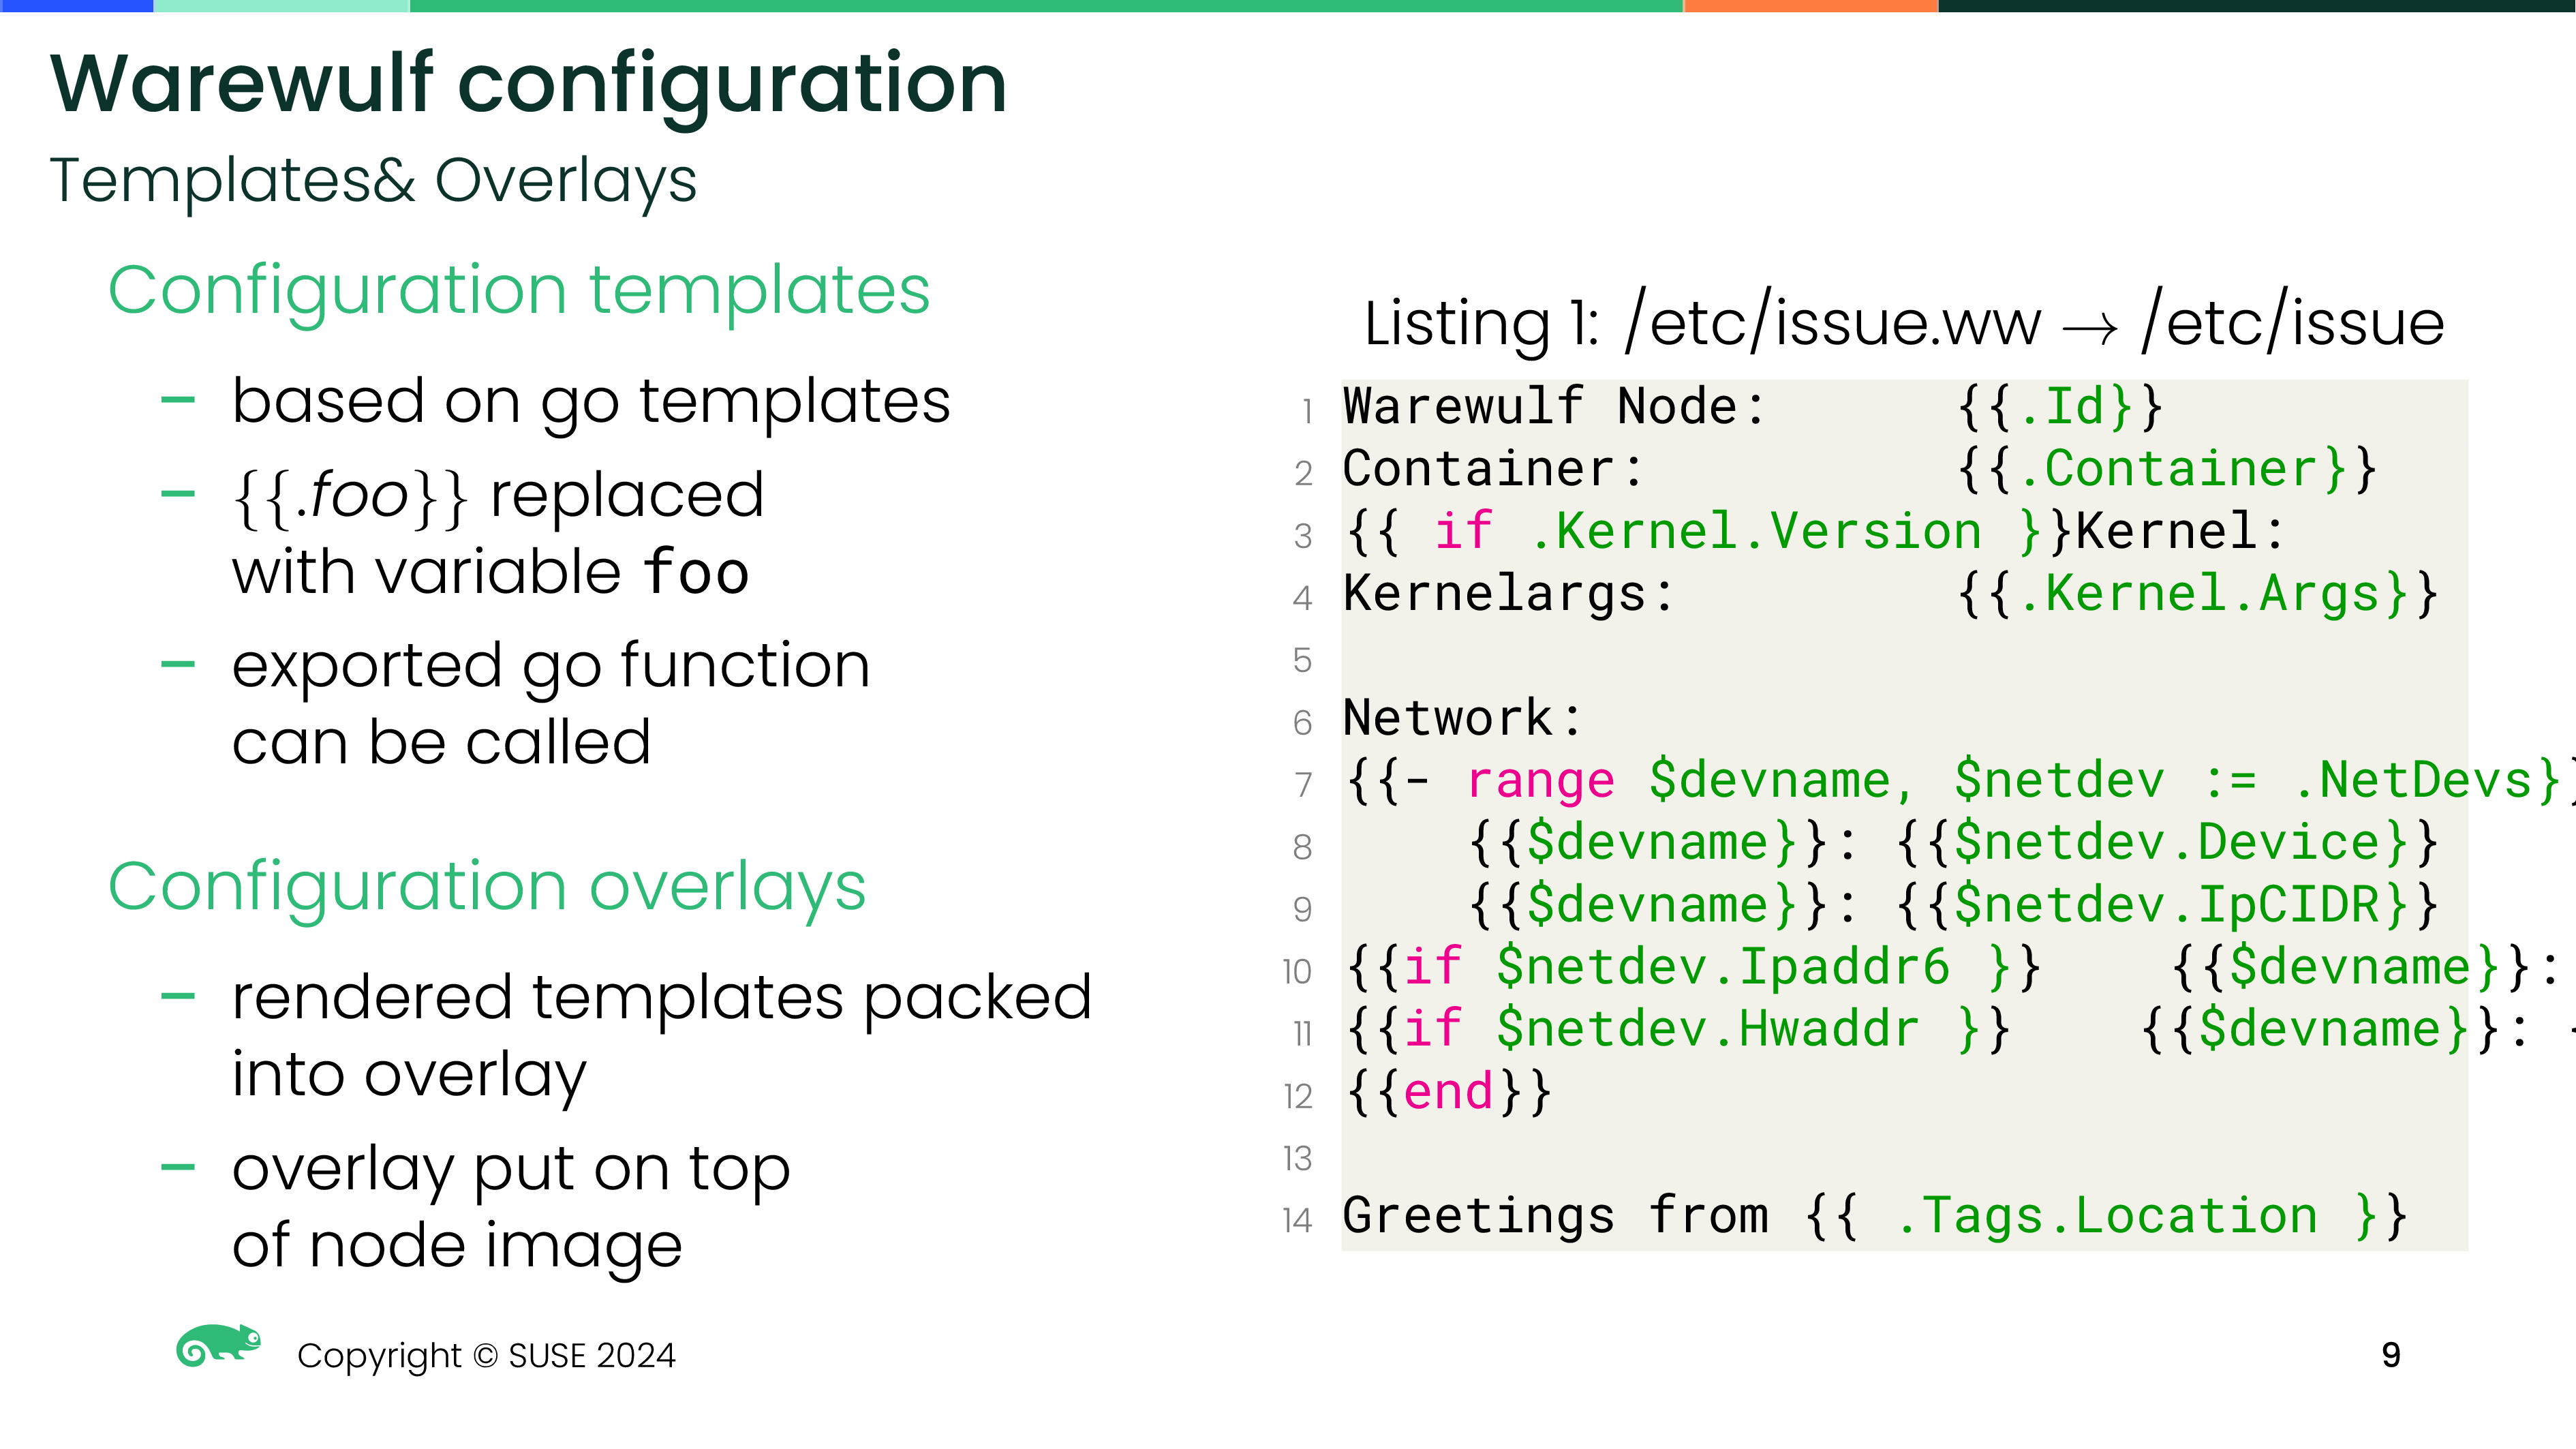 Warewulf configuration
Templates& Overlays
Configuration templates
– based on go templates
– {{.foo}} replaced
with variable foo
– exported go function
can be called
Configuration overlays
– rendered templates packed
into overlay
– overlay put on top
of node image
Listing 1: /etc/issue.ww → /etc/issue
1 Warewulf Node:      {{.Id}}
2 Container:          {{.Container}}
3 {{ if .Kernel.Version }}Kernel:
4 Kernelargs:         {{.Kernel.Args}}
5
6 Network:
7 {{- range $devname, $netdev := .NetDevs}}
8     {{$devname}}: {{$netdev.Device}}
9     {{$devname}}: {{$netdev.IpCIDR}}
10 {{if $netdev.Ipaddr6 }}    {{$devname}}:
11 {{if $netdev.Hwaddr }}    {{$devname}}:
12 {{end}}
13
14 Greetings from {{ .Tags.Location }}
Copyright © SUSE 2024
9